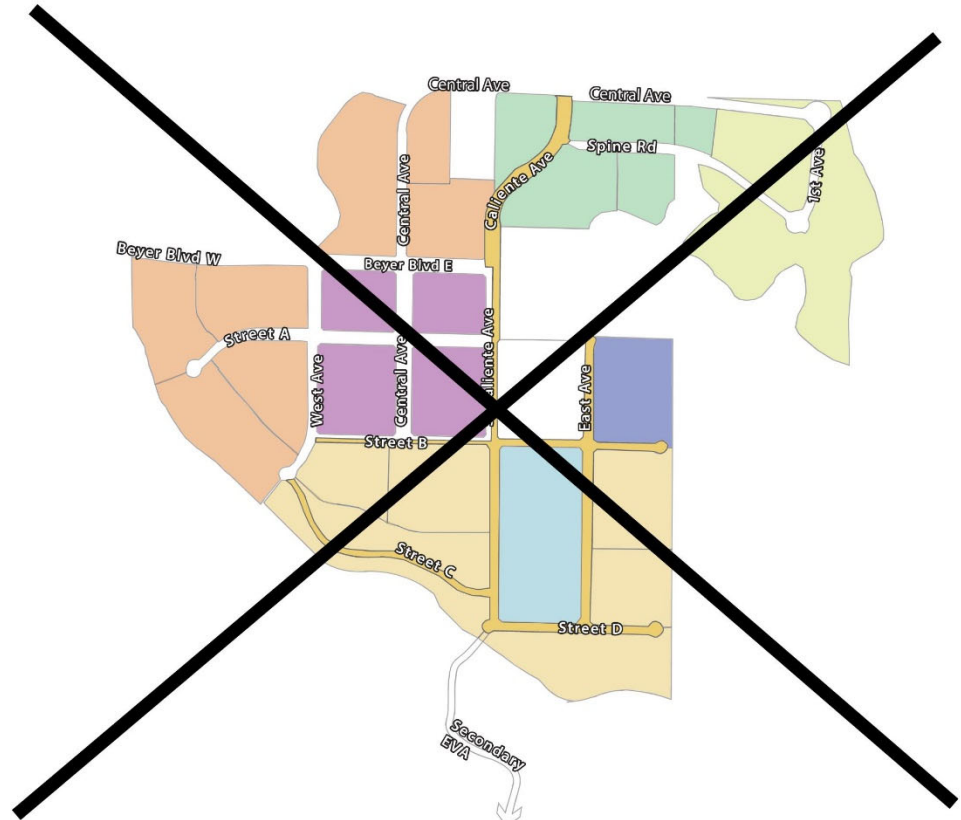 Central Ave
Central Ave
Spine Rd
1st Ave
Caliente Ave
Central Ave
Beyer Blvd W
Beyer Blvd E
Street A
West Ave
Central Ave
Caliente Ave
East Ave
Street B
Street C
Street D
Secondary
EVA